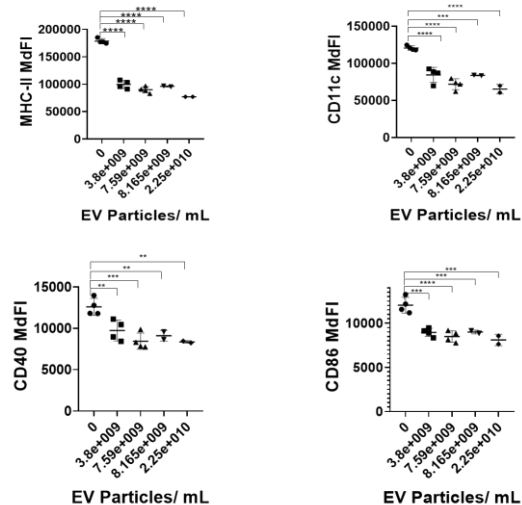 ****
****
****
****
MHC-II MdFI
200000
150000
100000
50000
0
0
3.8e+009
7.59e+009
8.165e+009
2.25e+010
EV Particles/ mL
****
***
****
****
CD11c MdFI
150000
100000
50000
0
0
3.8e+009
7.59e+009
8.165e+009
2.25e+010
EV Particles/ mL
**
**
***
**
CD40 MdFI
15000
10000
5000
0
0
3.8e+009
7.59e+009
8.165e+009
2.25e+010
EV Particles/ mL
***
***
****
***
CD86 MdFI
10000
5000
0
0
3.8e+009
7.59e+009
8.165e+009
2.25e+010
EV Particles/ mL